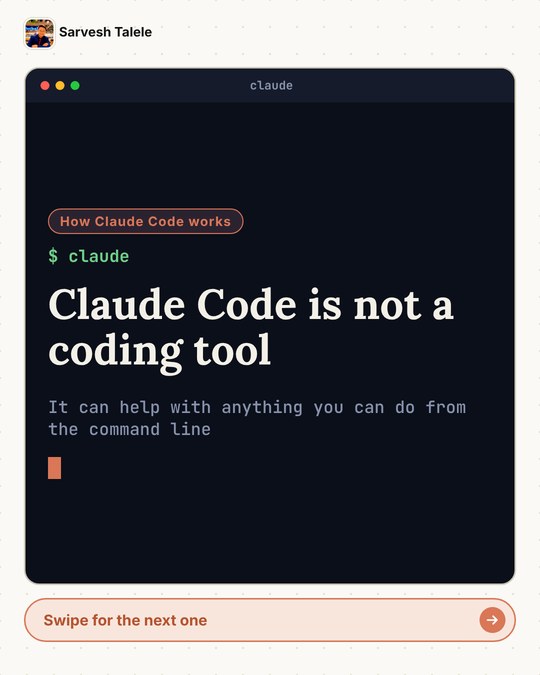 Sarvesh Talele
claude
How Claude Code works
$ claude
Claude Code is not a
coding tool
It can help with anything you can do from
the command line
Swipe for the next one